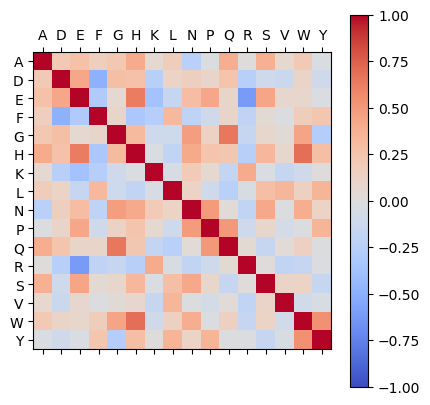 A D E F G H K L N P Q R S V W Y
A
D
E
F
G
H
K
L
N
P
Q
R
S
V
W
Y
1.00
0.75
0.50
0.25
0.00
−0.25
−0.50
−0.75
−1.00